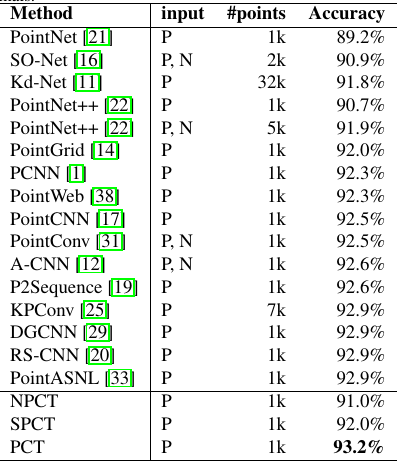 Method input #points Accuracy
PointNet [21] P 1k 89.2%
SO-Net [16] P, N 2k 90.9%
Kd-Net [11] P 32k 91.8%
PointNet++ [22] P 1k 90.7%
PointNet++ [22] P, N 5k 91.9%
PointGrid [14] P 1k 92.0%
PCNN [1] P 1k 92.3%
PointWeb [38] P 1k 92.3%
PointCNN [17] P 1k 92.5%
PointConv [31] P, N 1k 92.5%
A-CNN [12] P, N 1k 92.6%
P2Sequence [19] P 1k 92.6%
KPConv [25] P 7k 92.9%
DGCNN [29] P 1k 92.9%
RS-CNN [20] P 1k 92.9%
PointASNL [33] P 1k 92.9%
NPCT P 1k 91.0%
SPCT P 1k 92.0%
PCT P 1k 93.2%